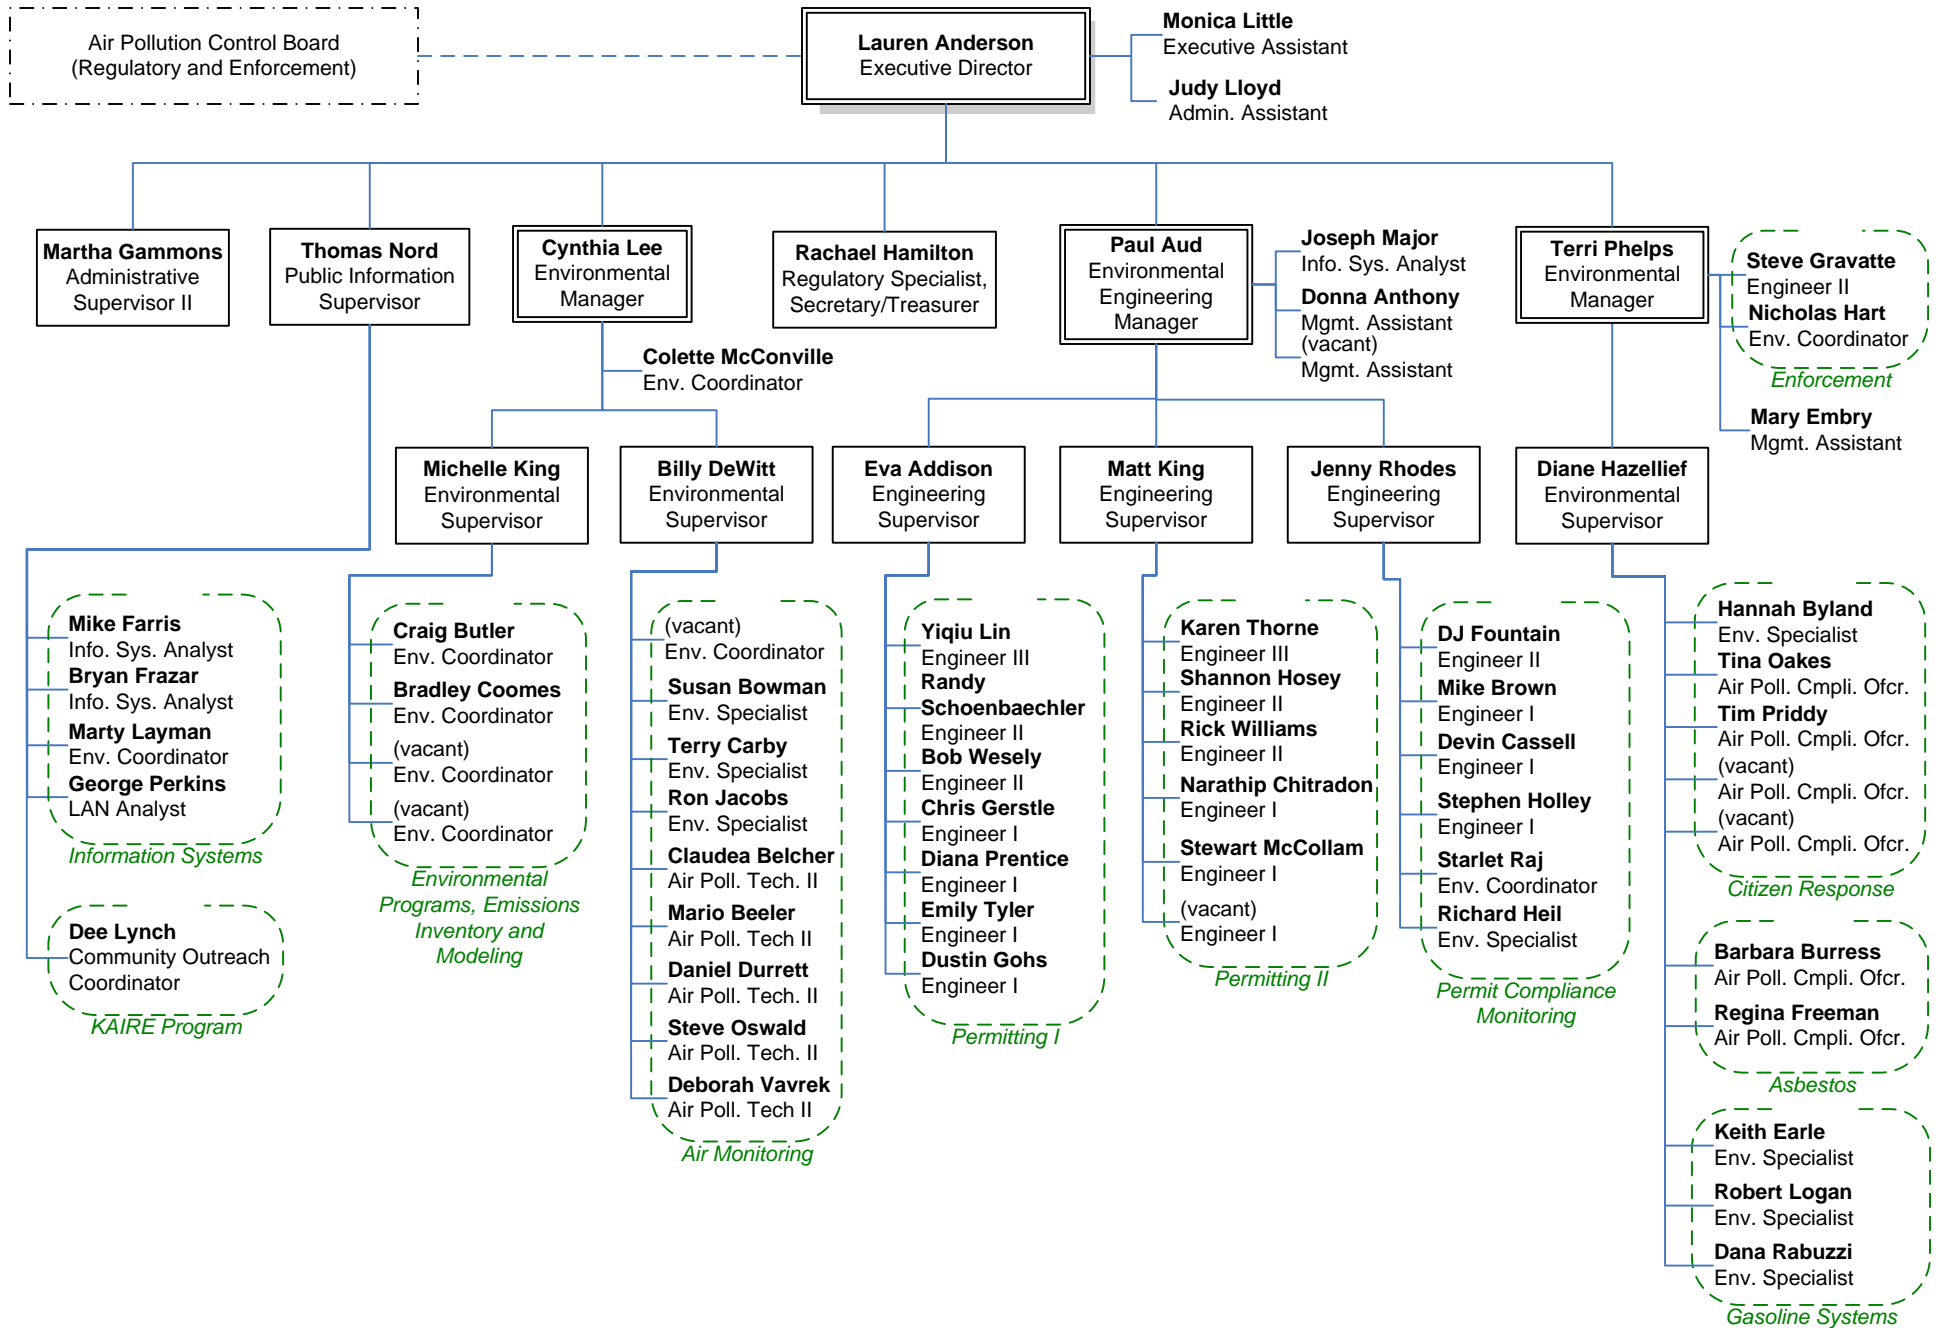 Air Pollution Control Board
(Regulatory and Enforcement)
Lauren Anderson
Executive Director
Monica Little
Executive Assistant
Judy Lloyd
Admin. Assistant
Martha Gammons
Administrative
Supervisor II
Thomas Nord
Public Information
Supervisor
Cynthia Lee
Environmental
Manager
Rachael Hamilton
Regulatory Specialist,
Secretary/Treasurer
Paul Aud
Environmental
Engineering
Manager
Joseph Major
Info. Sys. Analyst
Donna Anthony
Mgmt. Assistant
(vacant)
Mgmt. Assistant
Terri Phelps
Environmental
Manager
Steve Gravatte
Engineer II
Nicholas Hart
Env. Coordinator
Enforcement
Mary Embry
Mgmt. Assistant
Colette McConville
Env. Coordinator
Michelle King
Environmental
Supervisor
Billy DeWitt
Environmental
Supervisor
Eva Addison
Engineering
Supervisor
Matt King
Engineering
Supervisor
Jenny Rhodes
Engineering
Supervisor
Diane Hazellief
Environmental
Supervisor
Mike Farris
Info. Sys. Analyst
Bryan Frazar
Info. Sys. Analyst
Marty Layman
Env. Coordinator
George Perkins
LAN Analyst
Information Systems
Dee Lynch
Community Outreach
Coordinator
KAIRE Program
Craig Butler
Env. Coordinator
Bradley Coomes
Env. Coordinator
(vacant)
Env. Coordinator
(vacant)
Env. Coordinator
Environmental
Programs, Emissions
Inventory and
Modeling
(vacant)
Env. Coordinator
Susan Bowman
Env. Specialist
Terry Carby
Env. Specialist
Ron Jacobs
Env. Specialist
Claudea Belcher
Air Poll. Tech. II
Mario Beeler
Air Poll. Tech II
Daniel Durrett
Air Poll. Tech. II
Steve Oswald
Air Poll. Tech. II
Deborah Vavrek
Air Poll. Tech II
Air Monitoring
Yiqiu Lin
Engineer III
Randy
Schoenbaechler
Engineer II
Bob Wesely
Engineer II
Chris Gerstle
Engineer I
Diana Prentice
Engineer I
Emily Tyler
Engineer I
Dustin Gohs
Engineer I
Permitting I
Karen Thorne
Engineer III
Shannon Hosey
Engineer II
Rick Williams
Engineer II
Narathip Chitradon
Engineer I
Stewart McCollam
Engineer I
(vacant)
Engineer I
Permitting II
DJ Fountain
Engineer II
Mike Brown
Engineer I
Devin Cassell
Engineer I
Stephen Holley
Engineer I
Starlet Raj
Env. Coordinator
Richard Heil
Env. Specialist
Permit Compliance
Monitoring
Hannah Byland
Env. Specialist
Tina Oakes
Air Poll. Cmpli. Ofcr.
Tim Priddy
Air Poll. Cmpli. Ofcr.
(vacant)
Air Poll. Cmpli. Ofcr.
(vacant)
Air Poll. Cmpli. Ofcr.
Citizen Response
Barbara Burress
Air Poll. Cmpli. Ofcr.
Regina Freeman
Air Poll. Cmpli. Ofcr.
Asbestos
Keith Earle
Env. Specialist
Robert Logan
Env. Specialist
Dana Rabuzzi
Env. Specialist
Gasoline Systems